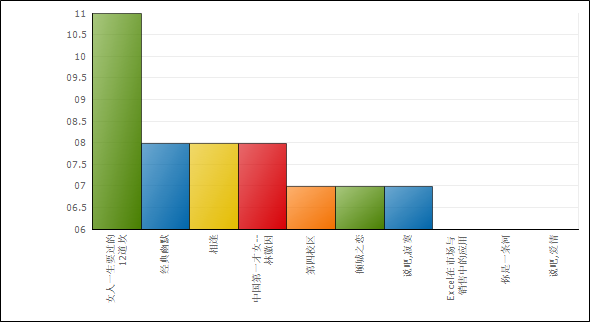 11
10.5
10
09.5
09
08.5
08
07.5
07
06.5
06
女人一生要过的
12道坎
经典幽默
相逢
中国第一才女--
林徽因
第四校区
倾城之恋
说吧,寂寞
Excel在市场与
销售中的应用
你是一条河
说吧,爱情